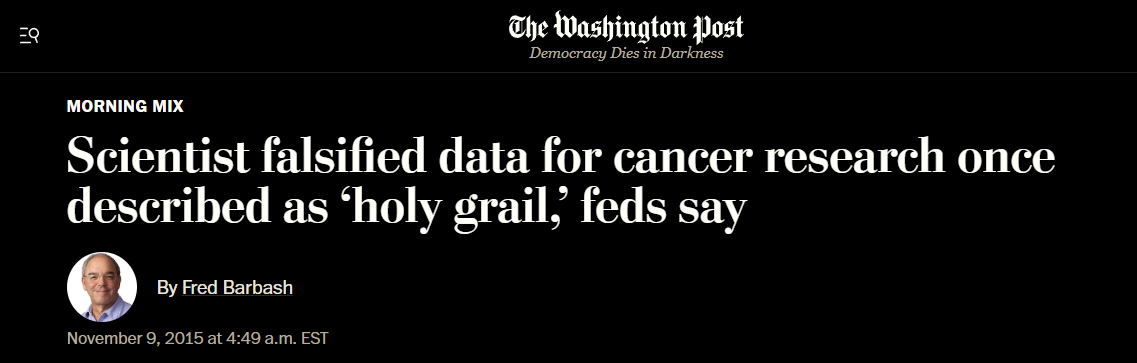 The Washington Post
Democracy Dies in Darkness
MORNING MIX
Scientist falsified data for cancer research once
described as ‘holy grail,’ feds say
By Fred Barbash
November 9, 2015 at 4:49 a.m. EST